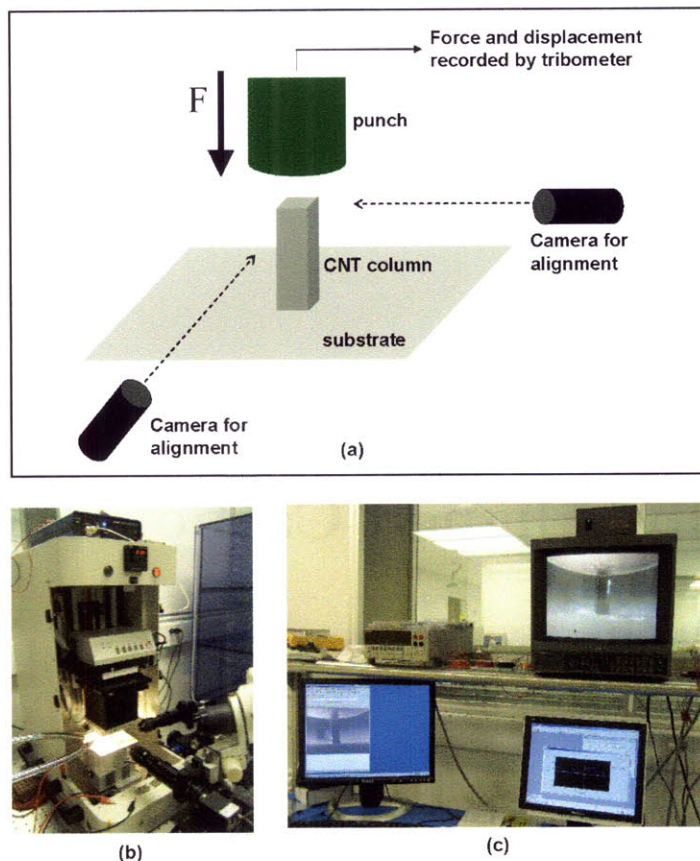 Force and displacement
recorded by tribometer
F
punch
Camera for
alignment
CNT column
substrate
Camera for
alignment
(a)
(b)
(c)